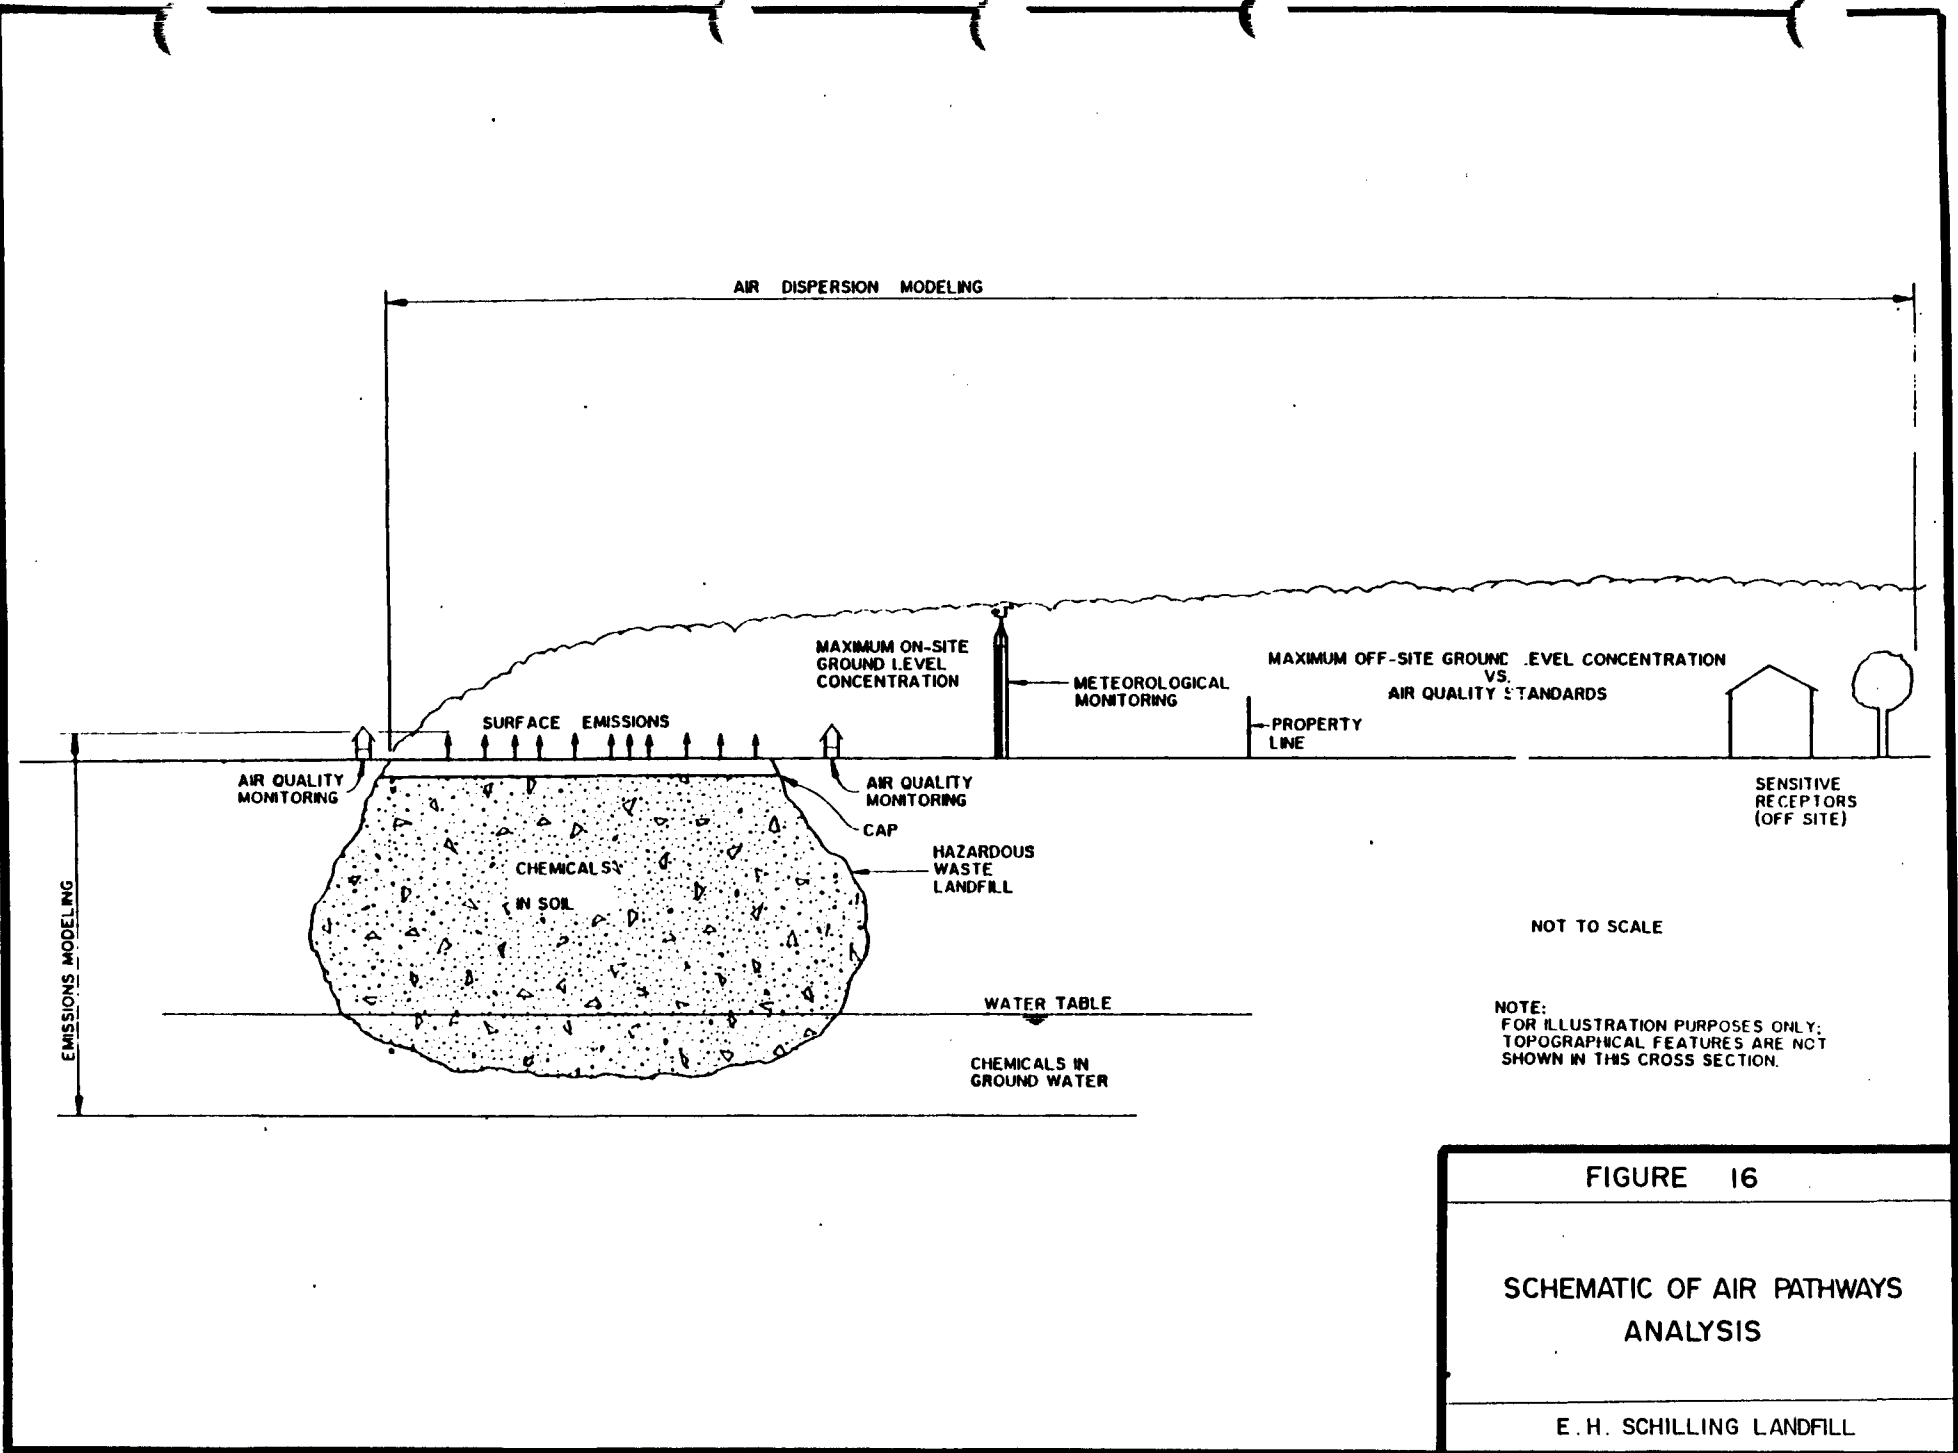 AIR DISPERSION MODELING
MAXIMUM ON-SITE
GROUND LEVEL
CONCENTRATION
METEOROLOGICAL
MONITORING
MAXIMUM OFF-SITE GROUND LEVEL CONCENTRATION
VS.
AIR QUALITY STANDARDS
PROPERTY
LINE
SURFACE EMISSIONS
AIR QUALITY
MONITORING
AIR QUALITY
MONITORING
CAP
SENSITIVE
RECEPTORS
(OFF SITE)
HAZARDOUS
WASTE
LANDFILL
CHEMICALS
IN SOIL
EMISSIONS MODELING
NOT TO SCALE
WATER TABLE
CHEMICALS IN
GROUND WATER
NOTE:
FOR ILLUSTRATION PURPOSES ONLY;
TOPOGRAPHICAL FEATURES ARE NOT
SHOWN IN THIS CROSS SECTION.
FIGURE 16
SCHEMATIC OF AIR PATHWAYS
ANALYSIS
E.H. SCHILLING LANDFILL